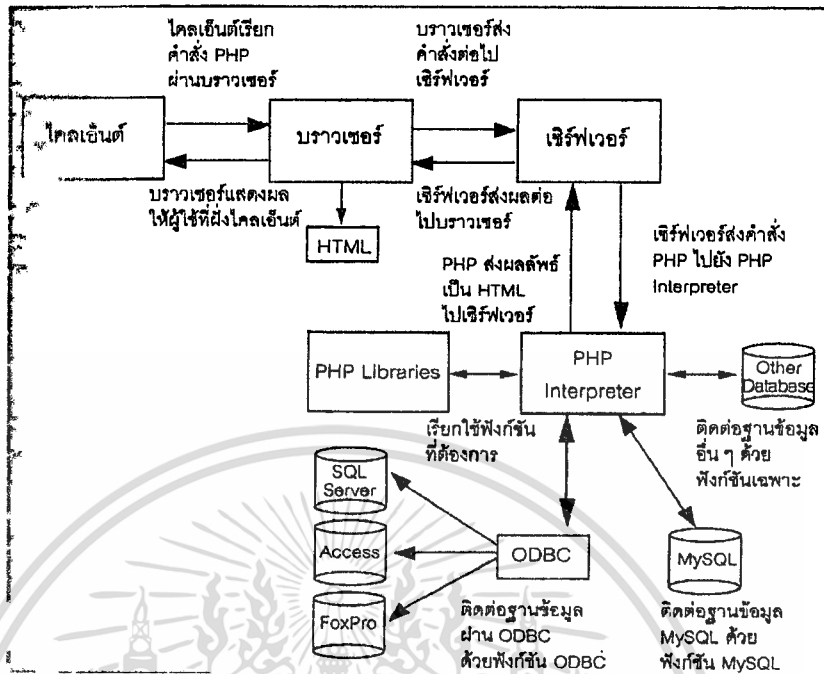 ไคลเอ็นต์เรียก
คำสั่ง PHP
ผ่านบราวเซอร์
บราวเซอร์ส่ง
คำสั่งต่อไป
เซิร์ฟเวอร์
ไคลเอ็นต์
บราวเซอร์
เซิร์ฟเวอร์
บราวเซอร์แสดงผล
ให้ผู้ใช้ที่ฝั่งไคลเอ็นต์
HTML
เซิร์ฟเวอร์ส่งผลต่อ
ไปบราวเซอร์
PHP ส่งผลลัพธ์
เป็น HTML
ไปเซิร์ฟเวอร์
เซิร์ฟเวอร์ส่งคำสั่ง
PHP ไปยัง PHP
Interpreter
PHP Libraries
PHP
Interpreter
Other
Database
เรียกใช้ฟังก์ชัน
ที่ต้องการ
ติดต่อฐานข้อมูล
อื่น ๆ ด้วย
ฟังก์ชันเฉพาะ
SQL
Server
Access
FoxPro
ODBC
MySQL
ติดต่อฐานข้อมูล
ผ่าน ODBC
ด้วยฟังก์ชัน ODBC
ติดต่อฐานข้อมูล
MySQL ด้วย
ฟังก์ชัน MySQL